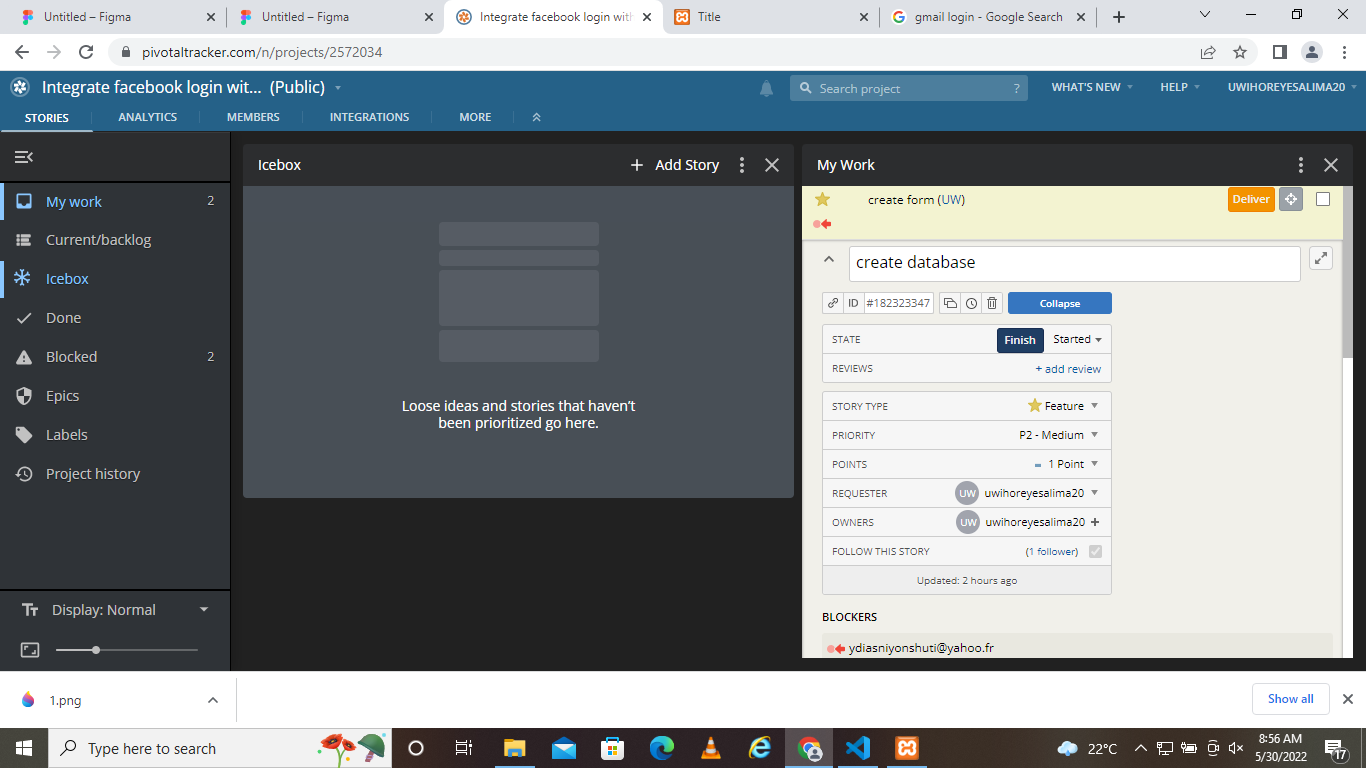 Untitled – Figma
Untitled – Figma
Integrate facebook login with
Title
gmail login - Google Search
pivotaltracker.com/n/projects/2572034
Integrate facebook login wit... (Public)
Search project ?
WHAT'S NEW
HELP
UWIHOREYESALIMA20
STORIES
ANALYTICS
MEMBERS
INTEGRATIONS
MORE
My work 2
Current/backlog
Icebox
Done
Blocked 2
Epics
Labels
Project history
Display: Normal
Icebox
+ Add Story
Loose ideas and stories that haven't
been prioritized go here.
My Work
create form (UW)
Deliver
create database
ID #182323347
Collapse
STATE Finish Started
REVIEWS + add review
STORY TYPE Feature
PRIORITY P2 - Medium
POINTS 1 Point
REQUESTER UW uwihoreyesalima20
OWNERS UW uwihoreyesalima20 +
FOLLOW THIS STORY (1 follower)
Updated: 2 hours ago
BLOCKERS
ydiasniyonshuti@yahoo.fr
1.png
Show all
Type here to search
22°C
8:56 AM
5/30/2022
17